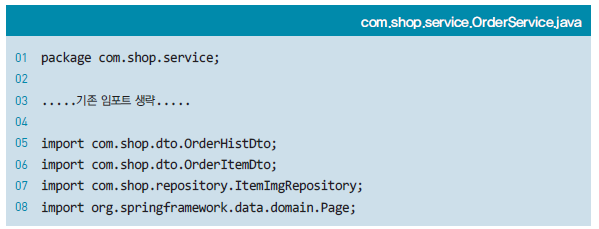 com.shop.service.OrderService.java
01 package com.shop.service;
02
03 .....기존 임포트 생략.....
04
05 import com.shop.dto.OrderHistDto;
06 import com.shop.dto.OrderItemDto;
07 import com.shop.repository.ItemImgRepository;
08 import org.springframework.data.domain.Page;